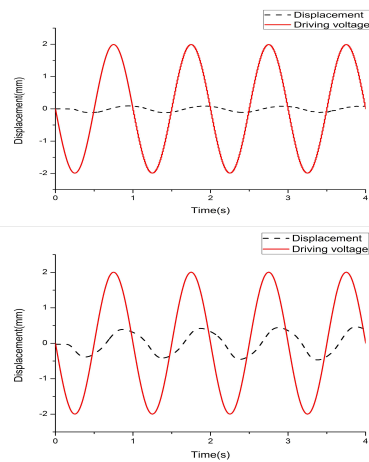 Displacement
Driving voltage
2
1
0
-1
-2
Displacement(mm)
0
1
2
3
4
Time(s)
Displacement
Driving voltage
2
1
0
-1
-2
Displacement(mm)
0
1
2
3
4
Time(s)